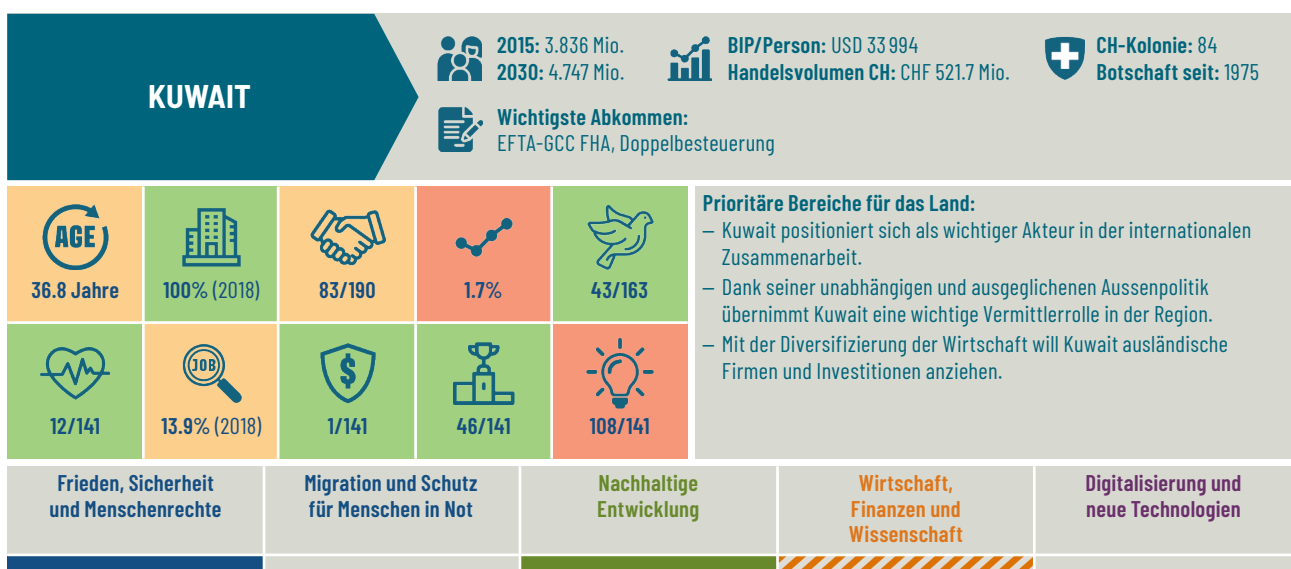 KUWAIT
2015: 3.836 Mio.
2030: 4.747 Mio.
BIP/Person: USD 33 994
Handelsvolumen CH: CHF 521.7 Mio.
CH-Kolonie: 84
Botschaft seit: 1975
Wichtigste Abkommen:
EFTA-GCC FHA, Doppelbesteuerung
AGE
36.8 Jahre
100% (2018)
83/190
1.7%
43/163
JOB
$
12/141
13.9% (2018)
1/141
46/141
108/141
Prioritäre Bereiche für das Land:
– Kuwait positioniert sich als wichtiger Akteur in der internationalen
Zusammenarbeit.
– Dank seiner unabhängigen und ausgeglichenen Aussenpolitik
übernimmt Kuwait eine wichtige Vermittlerrolle in der Region.
– Mit der Diversifizierung der Wirtschaft will Kuwait ausländische
Firmen und Investitionen anziehen.
Frieden, Sicherheit
und Menschenrechte
Migration und Schutz
für Menschen in Not
Nachhaltige
Entwicklung
Wirtschaft,
Finanzen und
Wissenschaft
Digitalisierung und
neue Technologien